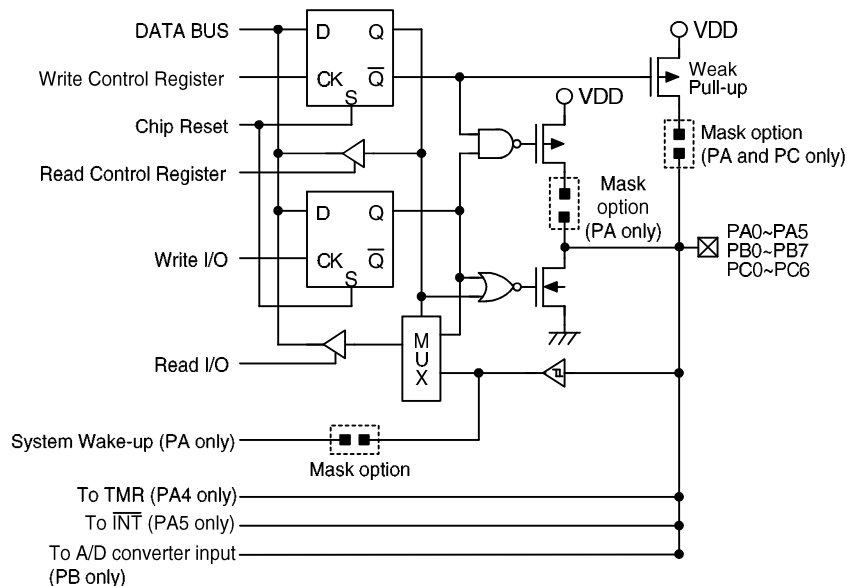 DATA BUS
D Q
VDD
Write Control Register
CK Q̅
Weak
Pull-up
S
VDD
Chip Reset
Mask option
(PA and PC only)
Read Control Register
Mask
option
(PA only)
D Q
PA0~PA5
PB0~PB7
PC0~PC6
Write I/O
CK Q̅
S
M
U
X
Read I/O
System Wake-up (PA only)
Mask option
To TMR (PA4 only)
To I̅N̅T̅ (PA5 only)
To A/D converter input
(PB only)